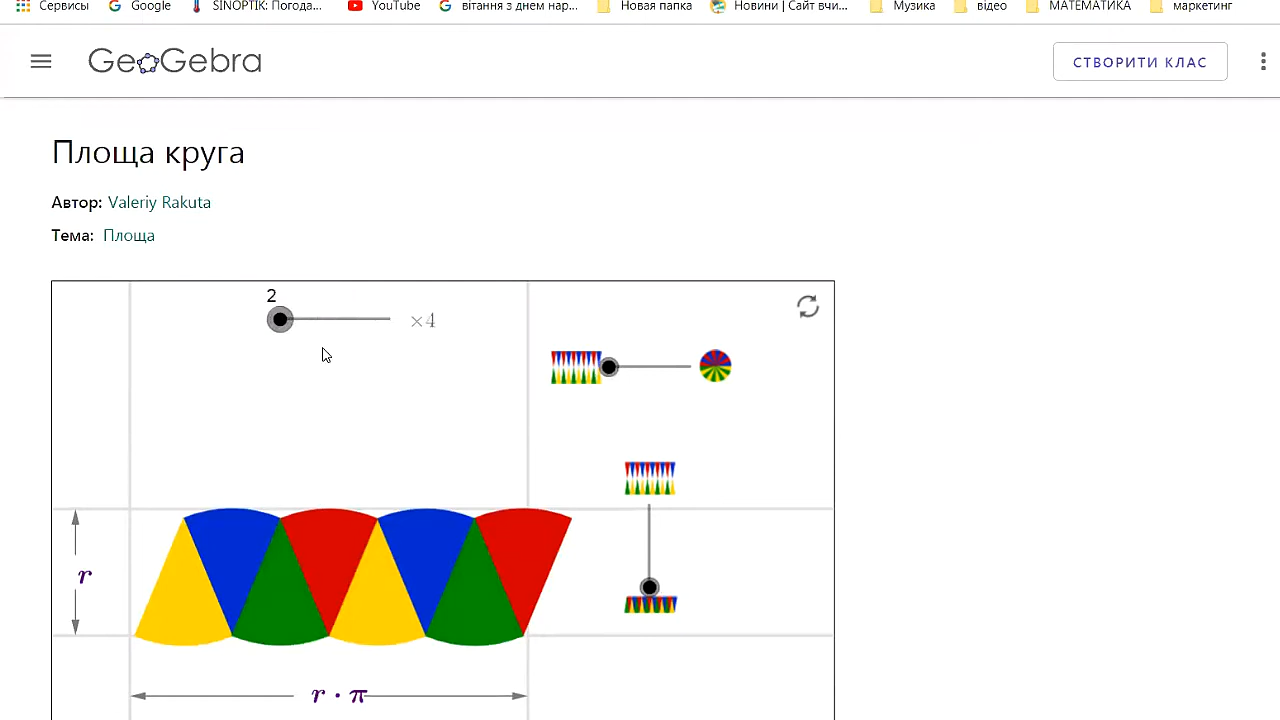 Сервисы Google SINOPTIK: Погода... YouTube вітання з днем нар... Новая папка Новини | Сайт вчи... Музика відео МАТЕМАТИКА маркетинг
GeoGebra СТВОРИТИ КЛАС
Площа круга
Автор: Valeriy Rakuta
Тема: Площа
2
×4
r
r · π